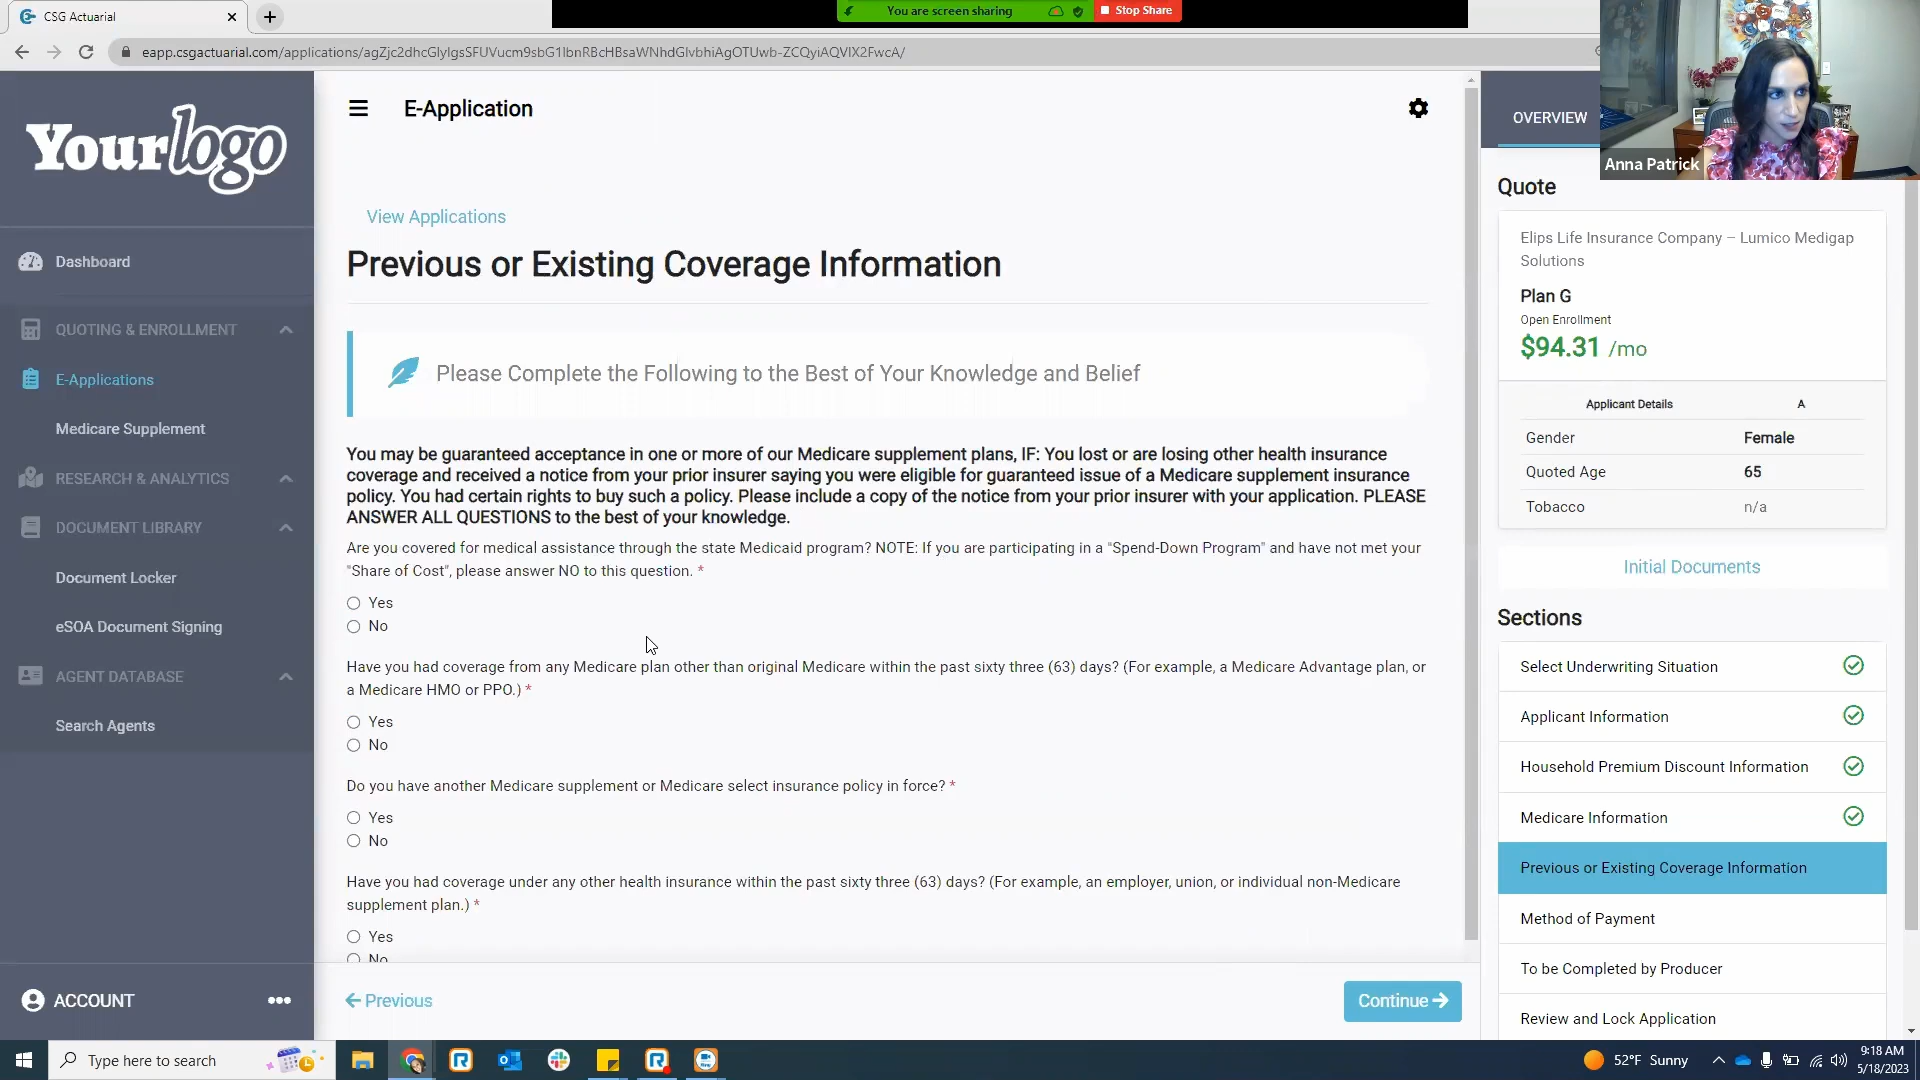 CSG Actuarial
You are screen sharing
Stop Share
eapp.csgactuarial.com/applications/agZjc2dhcGlyIgsSFUVucm9sbG1lbnRBcHBsaWNhdGlvbhiAgOTUwb-ZCQyiAQVIX2FwcA/
Yourlogo
Dashboard
QUOTING & ENROLLMENT
E-Applications
Medicare Supplement
RESEARCH & ANALYTICS
DOCUMENT LIBRARY
Document Locker
eSOA Document Signing
AGENT DATABASE
Search Agents
ACCOUNT
E-Application
View Applications
Previous or Existing Coverage Information
Please Complete the Following to the Best of Your Knowledge and Belief
You may be guaranteed acceptance in one or more of our Medicare supplement plans, IF: You lost or are losing other health insurance
coverage and received a notice from your prior insurer saying you were eligible for guaranteed issue of a Medicare supplement insurance
policy. You had certain rights to buy such a policy. Please include a copy of the notice from your prior insurer with your application. PLEASE
ANSWER ALL QUESTIONS to the best of your knowledge.
Are you covered for medical assistance through the state Medicaid program? NOTE: If you are participating in a "Spend-Down Program" and have not met your
"Share of Cost", please answer NO to this question. *
Yes
No
Have you had coverage from any Medicare plan other than original Medicare within the past sixty three (63) days? (For example, a Medicare Advantage plan, or
a Medicare HMO or PPO.) *
Yes
No
Do you have another Medicare supplement or Medicare select insurance policy in force? *
Yes
No
Have you had coverage under any other health insurance within the past sixty three (63) days? (For example, an employer, union, or individual non-Medicare
supplement plan.) *
Yes
No
Previous
Continue
OVERVIEW
Anna Patrick
Quote
Elips Life Insurance Company – Lumico Medigap
Solutions
Plan G
Open Enrollment
$94.31 /mo
Applicant Details A
Gender Female
Quoted Age 65
Tobacco n/a
Initial Documents
Sections
Select Underwriting Situation
Applicant Information
Household Premium Discount Information
Medicare Information
Previous or Existing Coverage Information
Method of Payment
To be Completed by Producer
Review and Lock Application
Type here to search
52°F Sunny
9:18 AM
5/18/2023